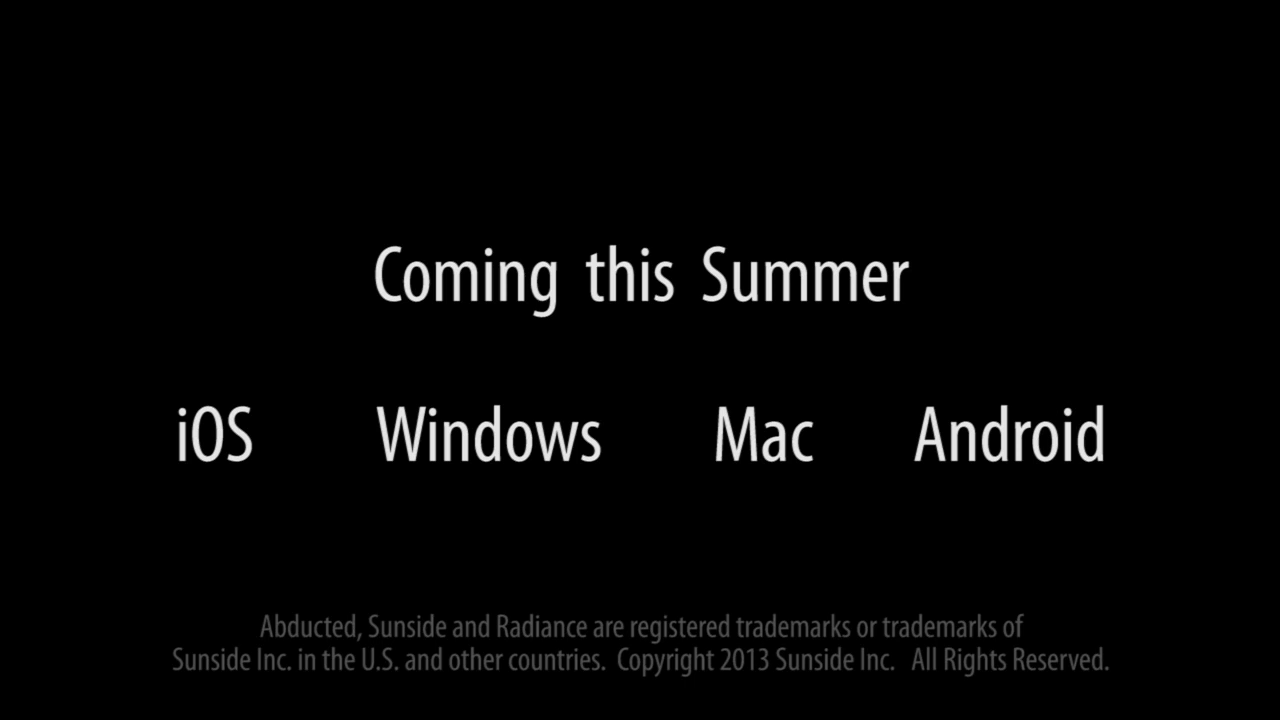 Coming this Summer
iOS Windows Mac Android
Abducted, Sunside and Radiance are registered trademarks or trademarks of
Sunside Inc. in the U.S. and other countries. Copyright 2013 Sunside Inc. All Rights Reserved.